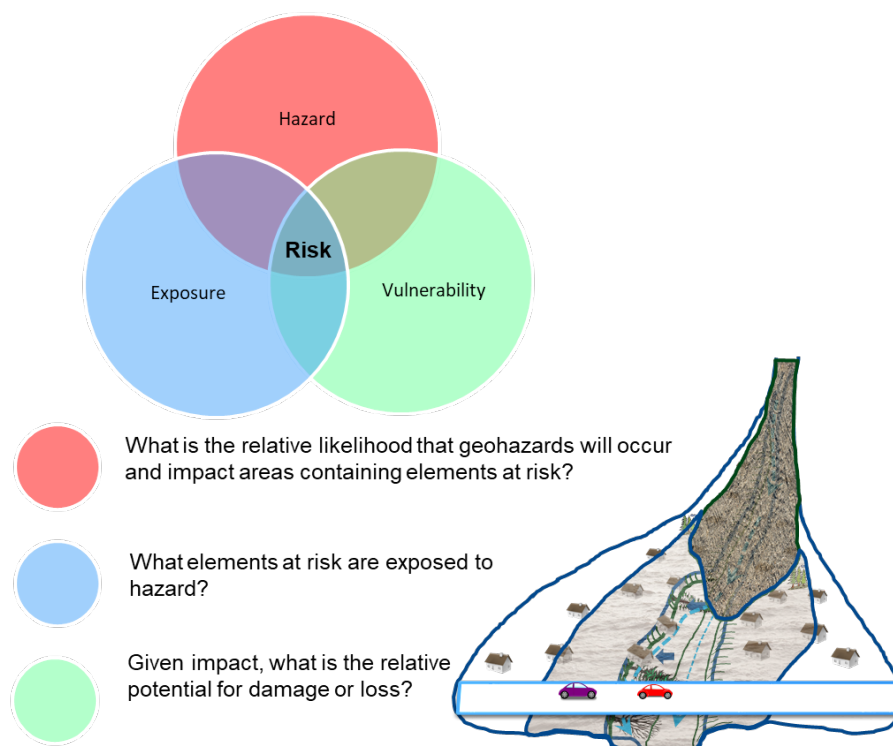 Hazard
Risk
Exposure
Vulnerability
What is the relative likelihood that geohazards will occur
and impact areas containing elements at risk?
What elements at risk are exposed to
hazard?
Given impact, what is the relative
potential for damage or loss?